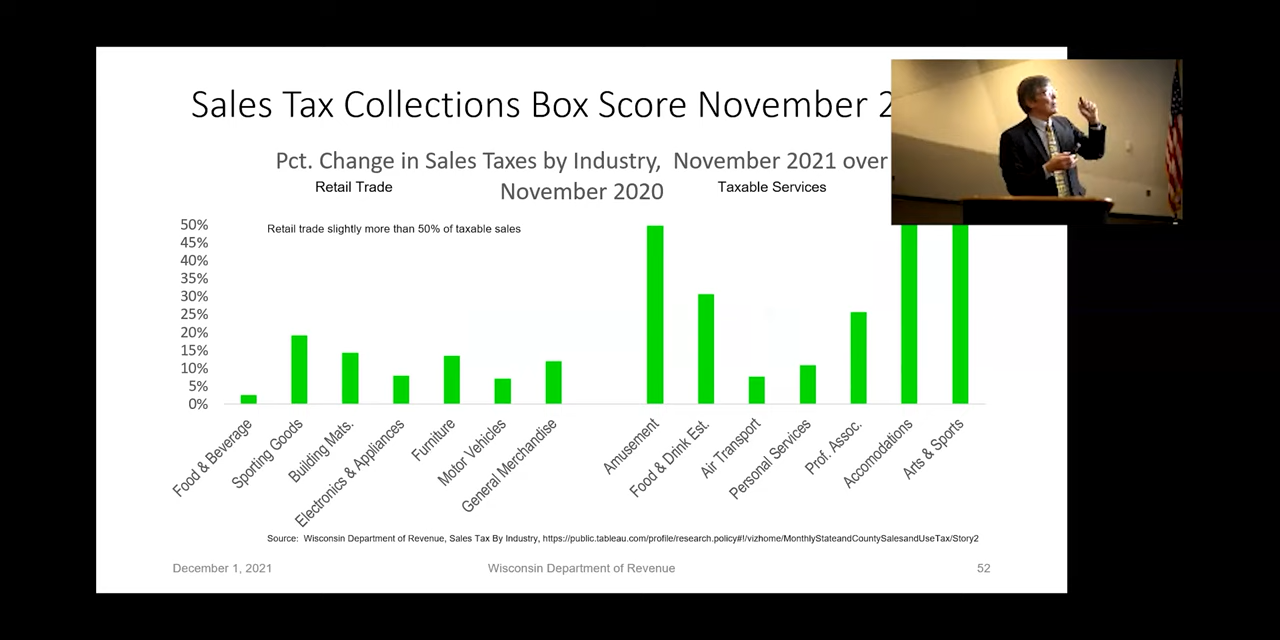 Sales Tax Collections Box Score November
Pct. Change in Sales Taxes by Industry, November 2021 over
November 2020
Retail Trade
Taxable Services
Retail trade slightly more than 50% of taxable sales
50%
45%
40%
35%
30%
25%
20%
15%
10%
5%
0%
Food & Beverage
Sporting Goods
Building Mats.
Electronics & Appliances
Furniture
Motor Vehicles
General Merchandise
Amusement
Food & Drink Est.
Air Transport
Personal Services
Prof. Assoc.
Accomodations
Arts & Sports
Source: Wisconsin Department of Revenue, Sales Tax By Industry, https://public.tableau.com/profile/research.policy#!/vizhome/MonthlyStateandCountySalesandUseTax/Story2
December 1, 2021
Wisconsin Department of Revenue
52